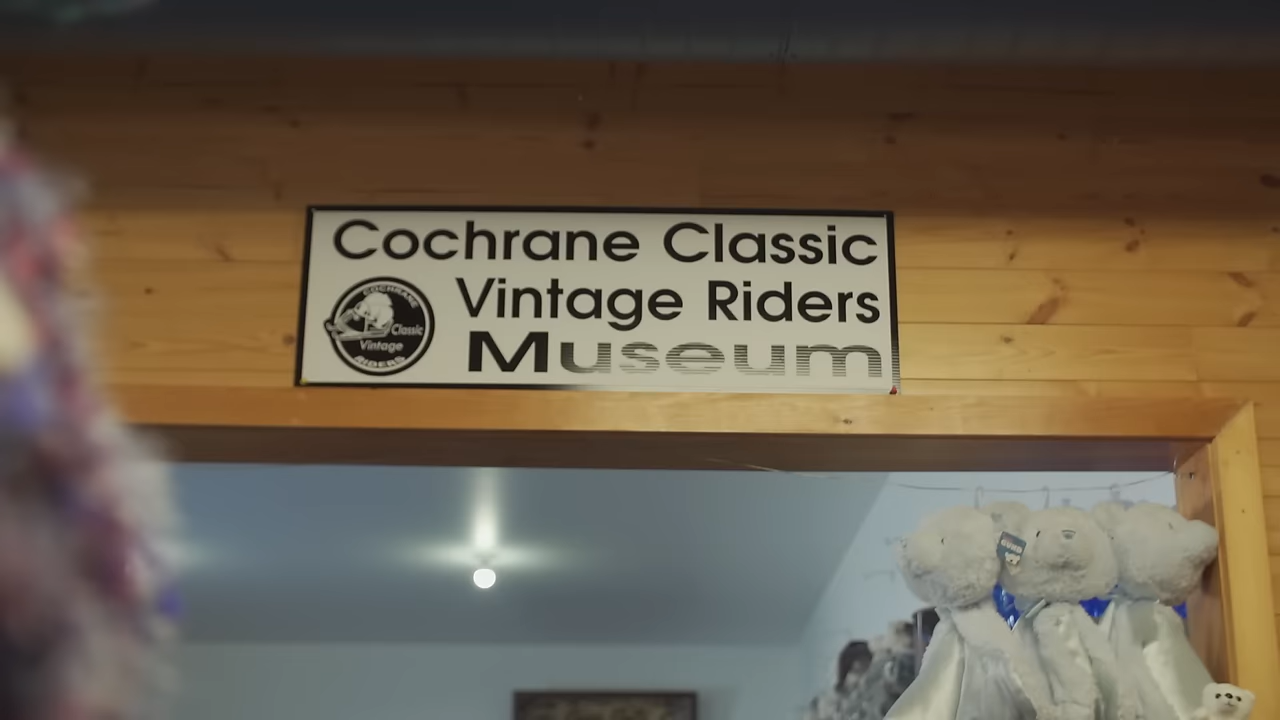 Cochrane Classic
Vintage Riders
Museum
COCHRANE
Classic
Vintage
RIDERS